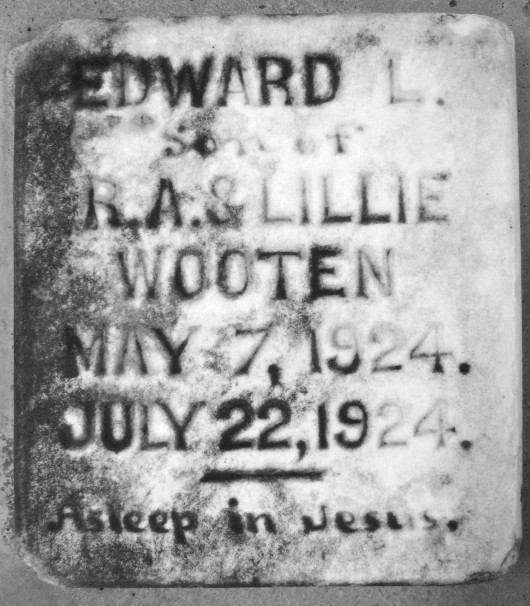 EDWARD L.
Son of
R.A. & LILLIE
WOOTEN
MAY 7, 1924.
JULY 22, 1924.
Asleep in Jesus.